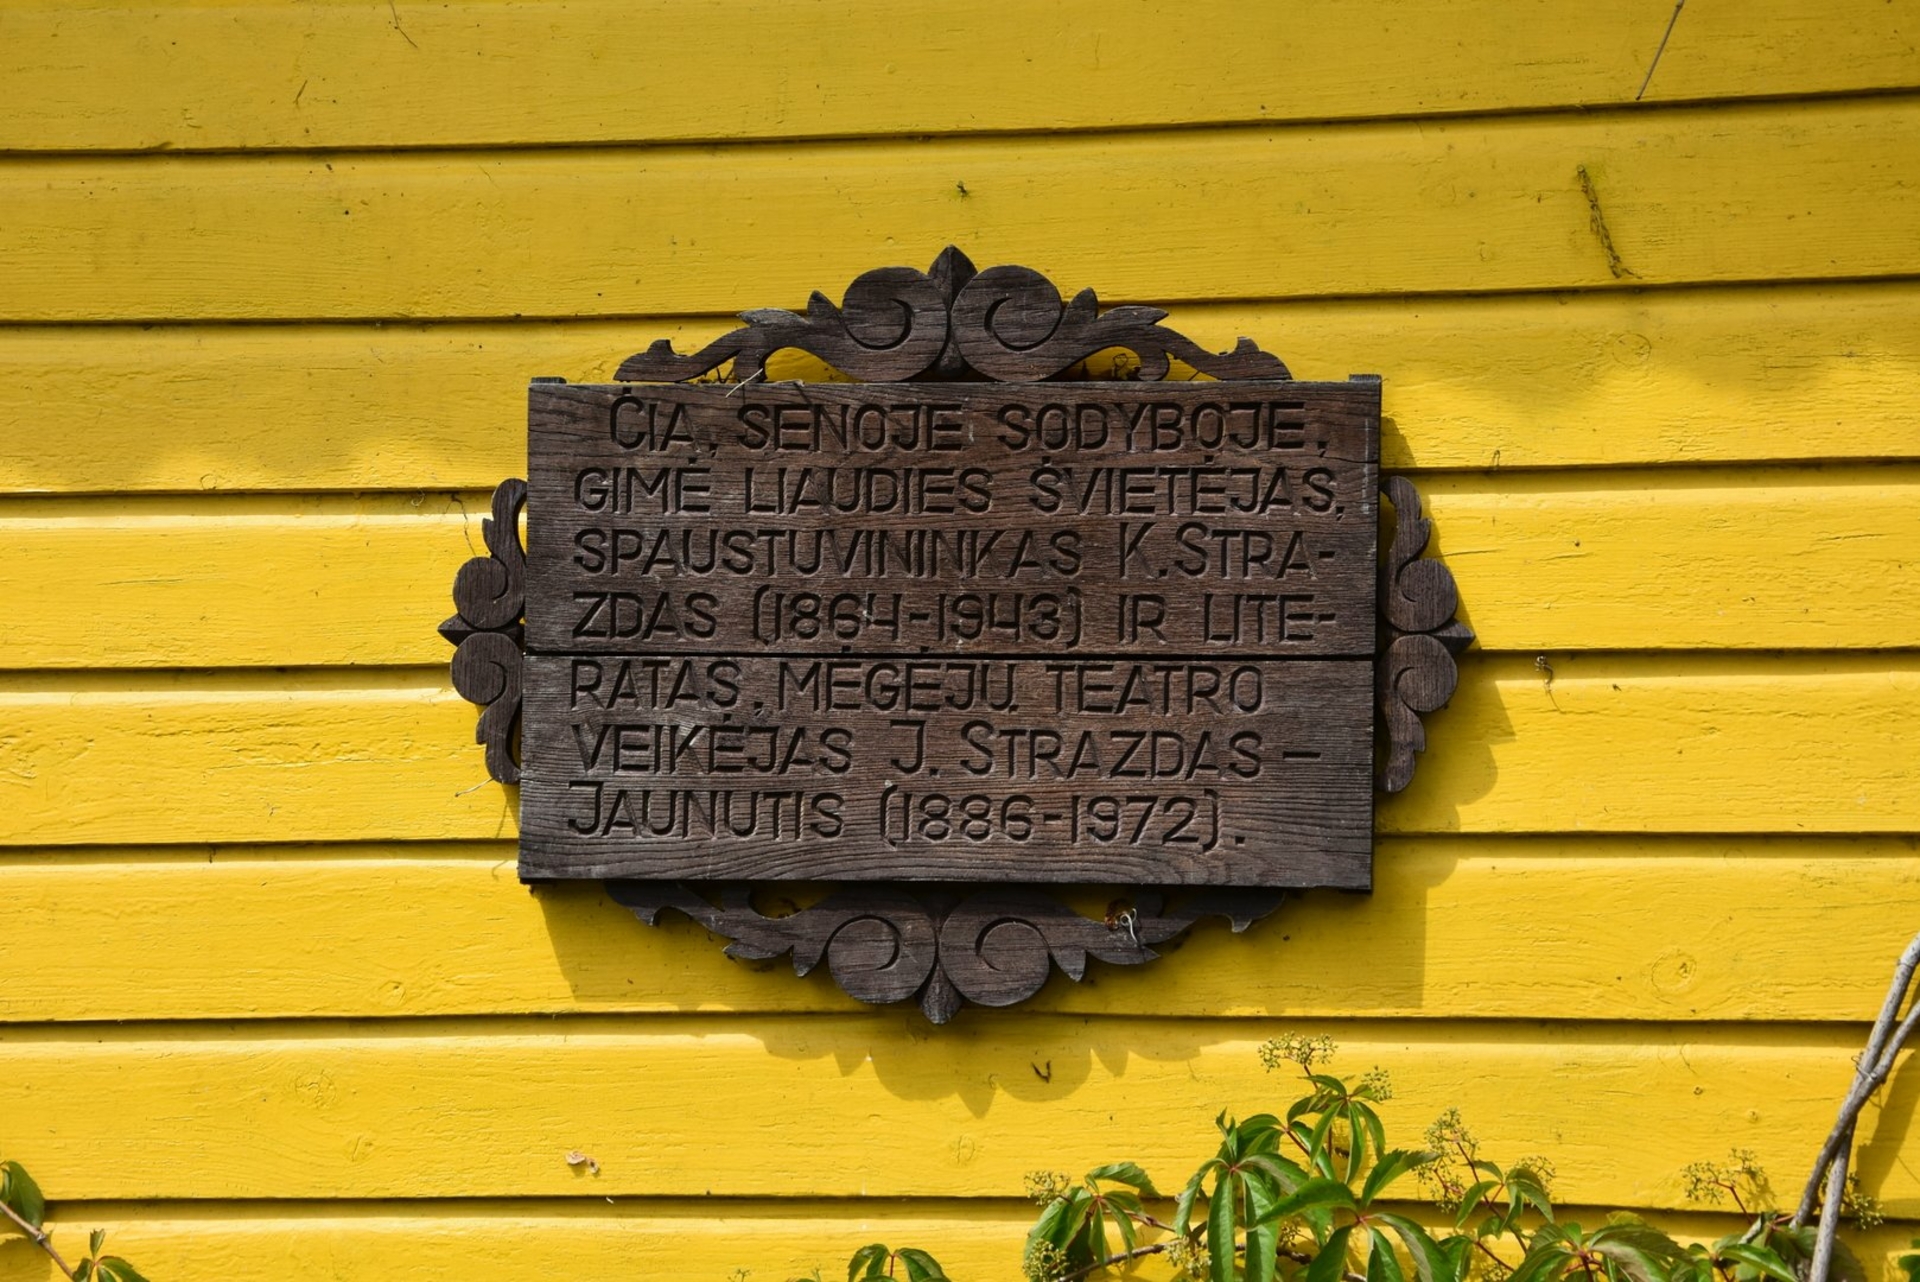 ČIA, SENOJE SODYBOJE,
GIMĖ LIAUDIES ŠVIETĖJAS,
SPAUSTUVININKAS K. STRA-
ZDAS (1864-1943) IR LITE-
RATAS, MĖGĖJŲ TEATRO
VEIKĖJAS J. STRAZDAS –
JAUNUTIS (1886-1972).